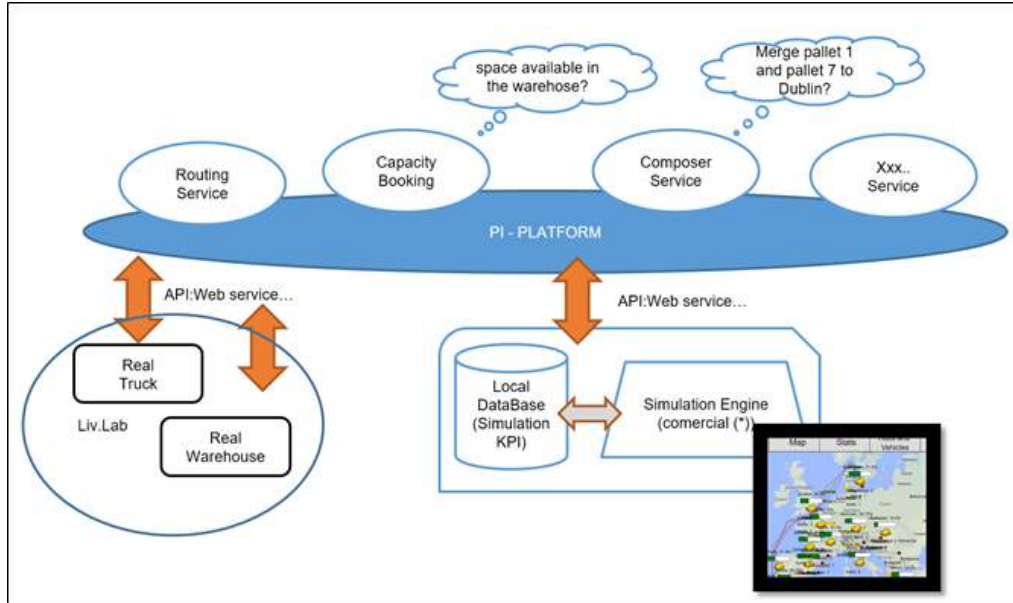 space available in
the warehose?
Merge pallet 1
and pallet 7 to
Dublin?
Routing
Service
Capacity
Booking
Composer
Service
Xxx..
Service
PI - PLATFORM
API:Web service…
API:Web service…
Real
Truck
Liv.Lab
Real
Warehouse
Local
DataBase
(Simulation
KPI)
Simulation Engine
(comercial (*))
Map
Stats
Vehicles